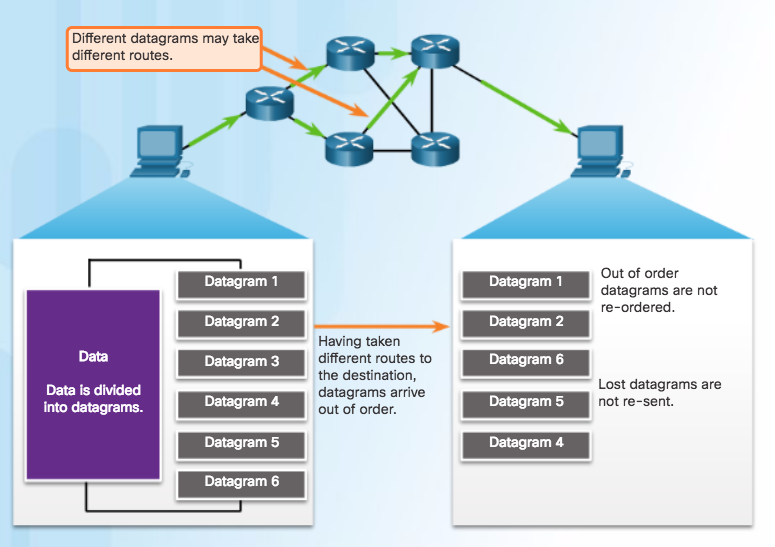 Different datagrams may take
different routes.
Data
Data is divided
into datagrams.
Datagram 1
Datagram 2
Datagram 3
Datagram 4
Datagram 5
Datagram 6
Having taken
different routes to
the destination,
datagrams arrive
out of order.
Datagram 1
Datagram 2
Datagram 6
Datagram 5
Datagram 4
Out of order
datagrams are not
re-ordered.
Lost datagrams are
not re-sent.